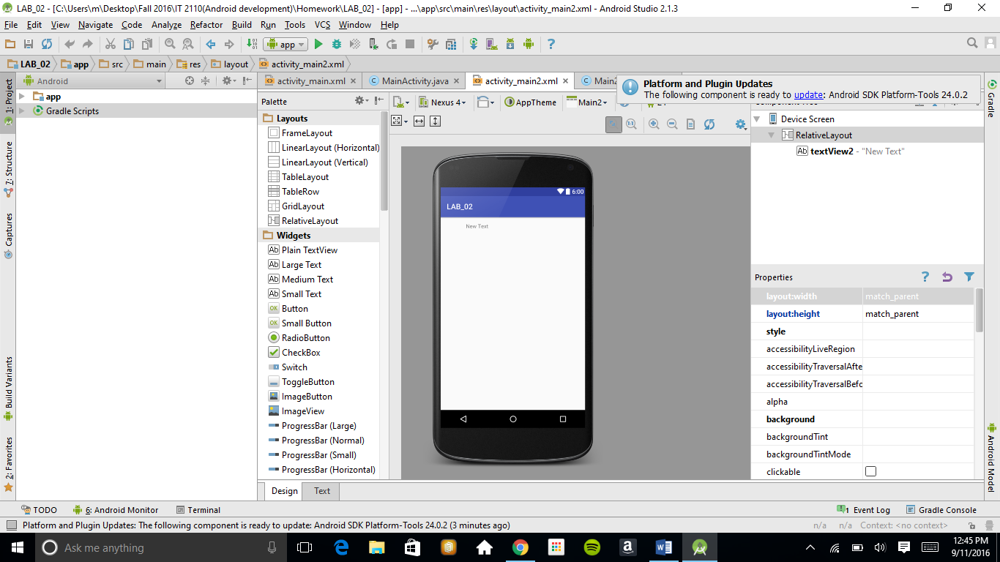 LAB_02 - [C:\Users\m\Desktop\Fall 2016\IT 2110(Android development)\Homework\LAB_02] - [app] - ...\app\src\main\res\layout\activity_main2.xml - Android Studio 2.1.3
File Edit View Navigate Code Analyze Refactor Build Run Tools VCS Window Help
app
LAB_02 app src main res layout activity_main2.xml
Android
activity_main.xml MainActivity.java activity_main2.xml Main2
Platform and Plugin Updates
The following component is ready to update: Android SDK Platform-Tools 24.0.2
1: Project
7: Structure
Captures
Build Variants
2: Favorites
app
Gradle Scripts
Palette
Layouts
FrameLayout
LinearLayout (Horizontal)
LinearLayout (Vertical)
TableLayout
TableRow
GridLayout
RelativeLayout
Widgets
Ab Plain TextView
Ab Large Text
Ab Medium Text
Ab Small Text
OK Button
OK Small Button
RadioButton
CheckBox
Switch
ToggleButton
ImageButton
ImageView
ProgressBar (Large)
ProgressBar (Normal)
ProgressBar (Small)
ProgressBar (Horizontal)
Nexus 4 AppTheme Main2
6:00
LAB_02
New Text
Device Screen
RelativeLayout
Ab textView2 - "New Text"
Properties
layout:width match_parent
layout:height match_parent
style
accessibilityLiveRegion
accessibilityTraversalAfte
accessibilityTraversalBefo
alpha
background
backgroundTint
backgroundTintMode
clickable
Gradle
Android Model
Design Text
TODO 6: Android Monitor Terminal 1 Event Log Gradle Console
Platform and Plugin Updates: The following component is ready to update: Android SDK Platform-Tools 24.0.2 (3 minutes ago) n/a n/a Context: <no context>
Ask me anything
12:45 PM
9/11/2016